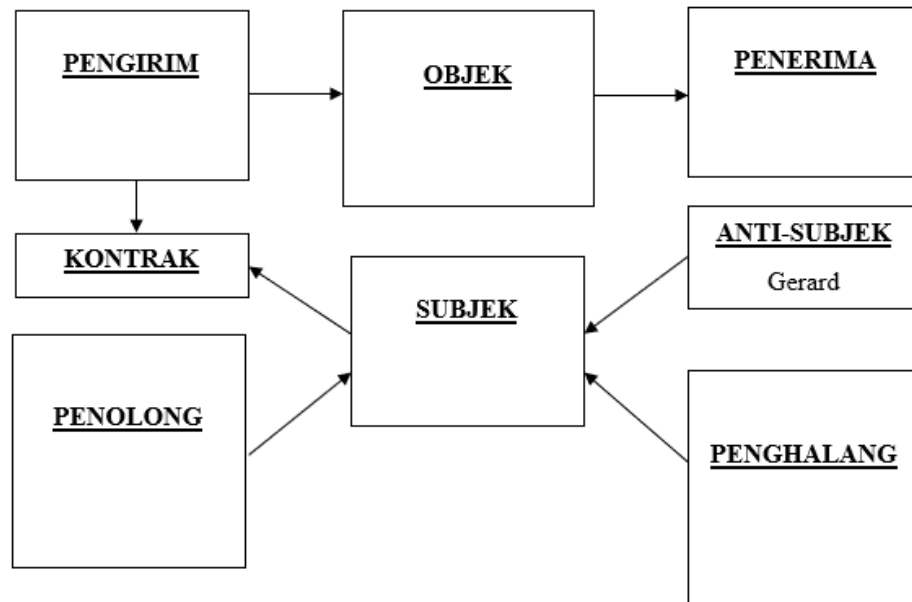 PENGIRIM
OBJEK
PENERIMA
KONTRAK
ANTI-SUBJEK
Gerard
SUBJEK
PENOLONG
PENGHALANG